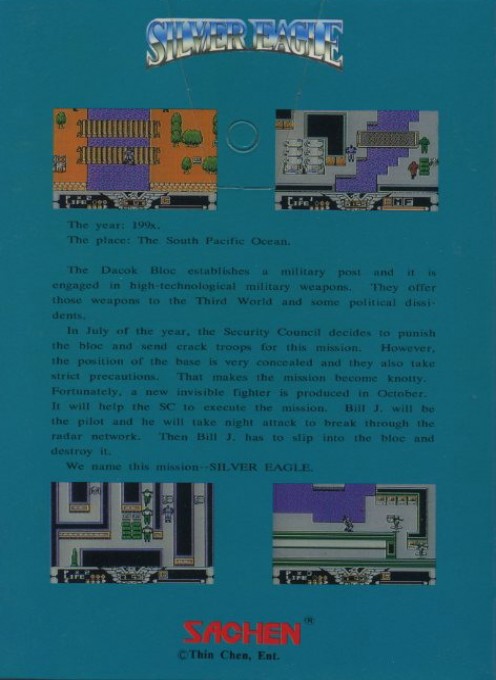 SILVER EAGLE
LIFE
LIFE
The year: 199x.
The place: The South Pacific Ocean.
The Dacok Bloc establishes a military post and it is
engaged in high-technological military weapons. They offer
those weapons to the Third World and some political dissi-
dents.
In July of the year, the Security Council decides to punish
the bloc and send crack troops for this mission. However,
the position of the base is very concealed and they also take
strict precautions. That makes the mission become knotty.
Fortunately, a new invisible fighter is produced in October.
It will help the SC to execute the mission. Bill J. will be
the pilot and he will take night attack to break through the
radar network. Then Bill J. has to slip into the bloc and
destroy it.
We name this mission--SILVER EAGLE.
LIFE
LIFE
SACHEN
©Thin Chen, Ent.